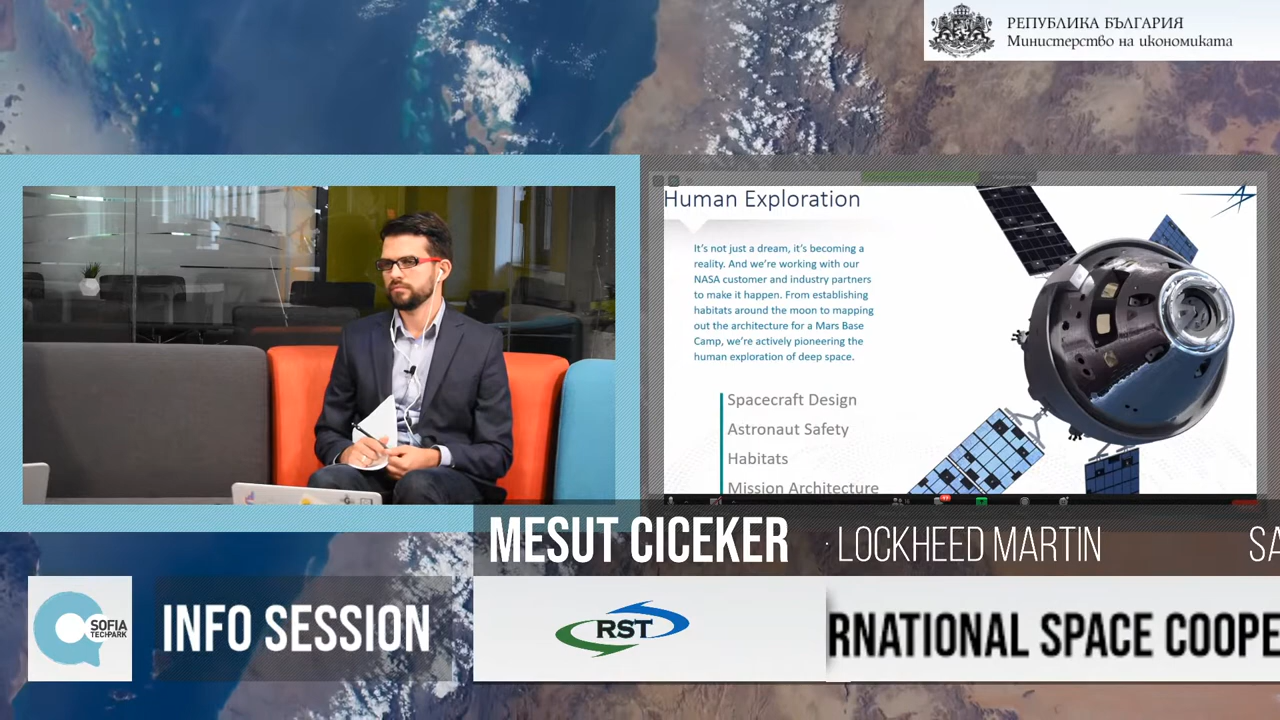 РЕПУБЛИКА БЪЛГАРИЯ
Министерство на икономиката
Human Exploration
It's not just a dream, it's becoming a
reality. And we're working with our
NASA customer and industry partners
to make it happen. From establishing
habitats around the moon to mapping
out the architecture for a Mars Base
Camp, we're actively pioneering the
human exploration of deep space.
Spacecraft Design
Astronaut Safety
Habitats
Mission Architecture
MESUT CICEKER
· LOCKHEED MARTIN
SA
SOFIA
TECHPARK
INFO SESSION
RST
RNATIONAL SPACE COOPE